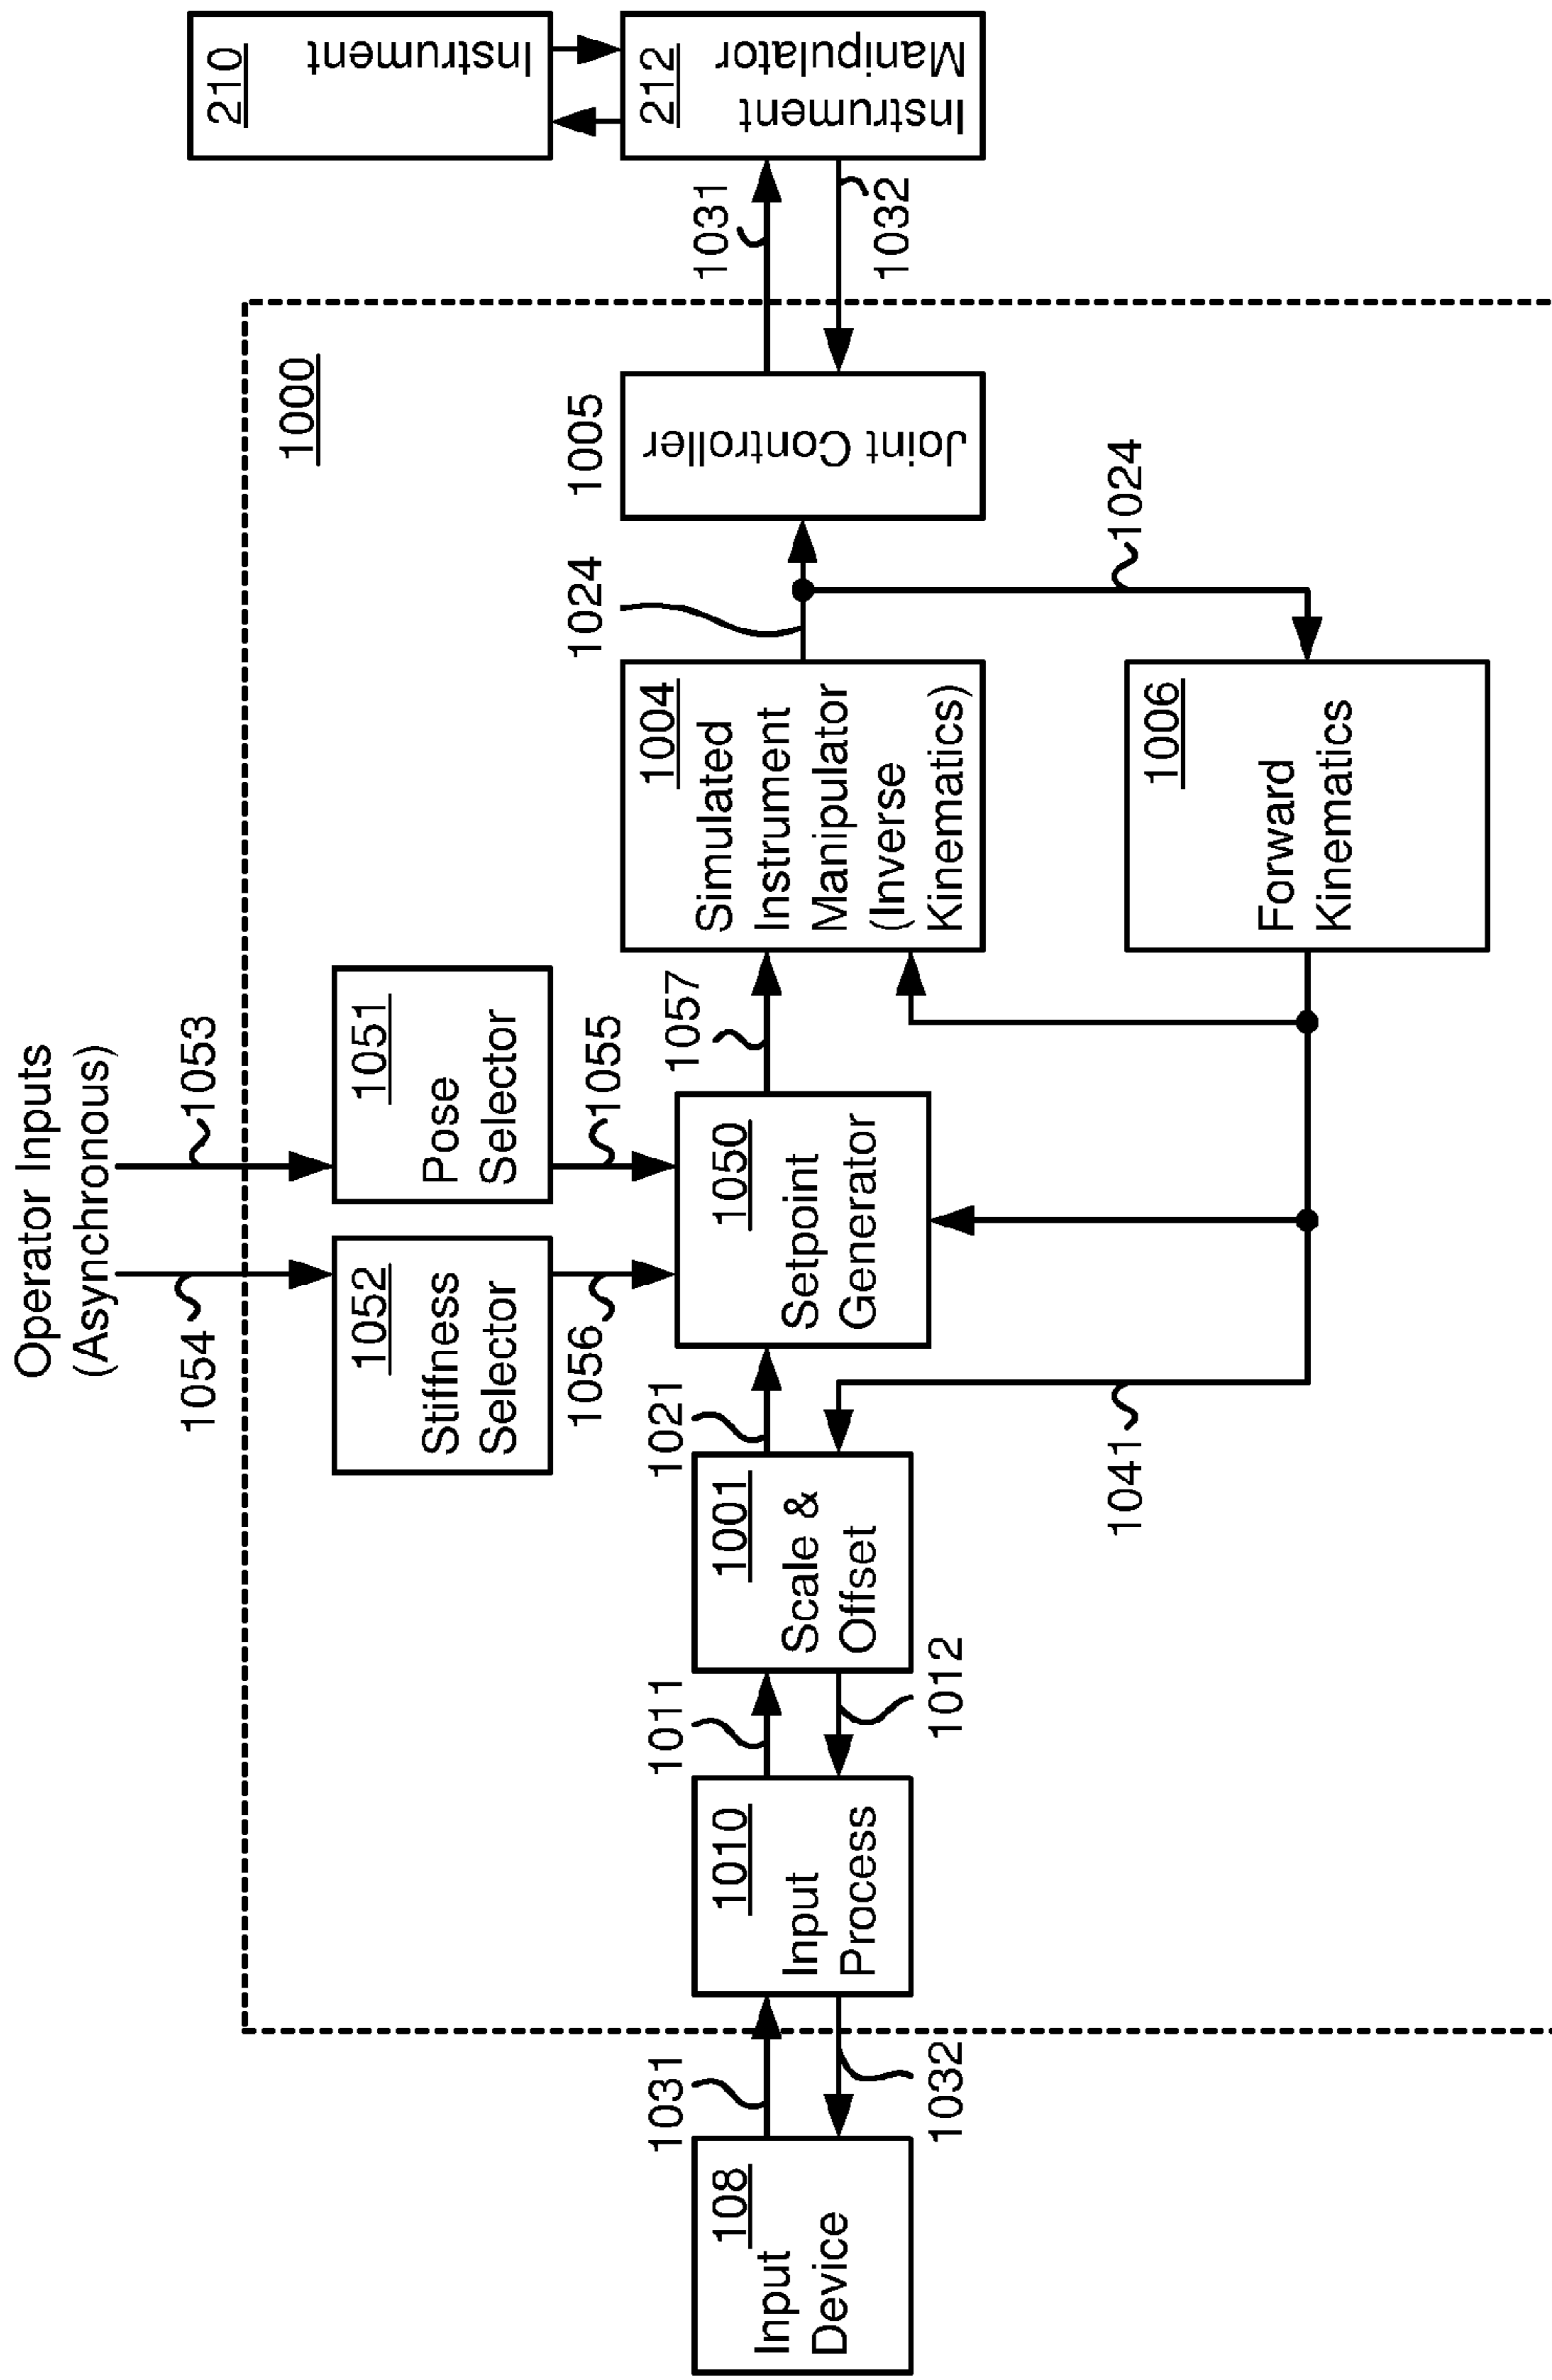 Operator Inputs
(Asynchronous)
1054
1053
1000
1052
Stiffness
Selector
1051
Pose
Selector
1056
1055
108
Input
Device
1031
1032
1010
Input
Process
1011
1012
1001
Scale &
Offset
1021
1050
Setpoint
Generator
1057
1004
Simulated
Instrument
Manipulator
(Inverse
Kinematics)
1024
1005
Joint Controller
1031
1032
210
Instrument
212
Instrument
Manipulator
1041
1006
Forward
Kinematics
1024